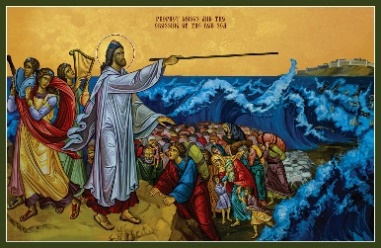 PROPHET MOSES AND THE
CROSSING OF THE RED SEA